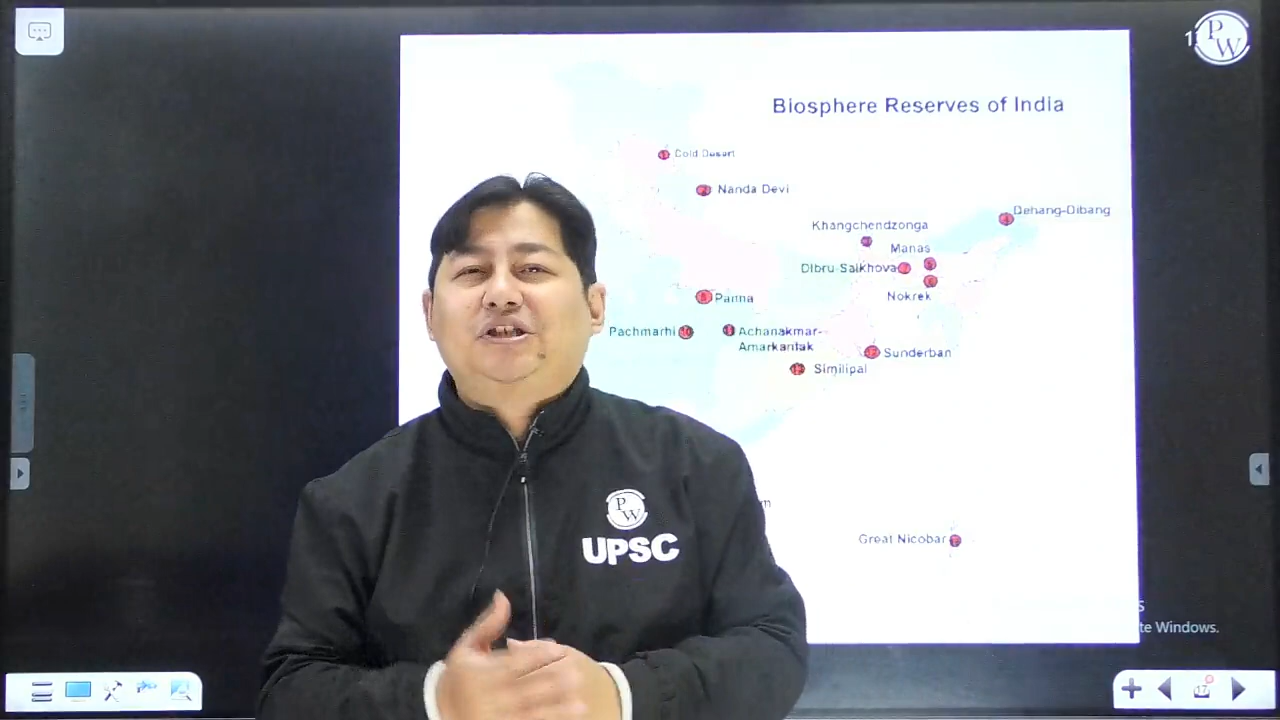 P
W
Biosphere Reserves of India
Cold Desert
Nanda Devi
Dehang-Dibang
Khangchendzonga
Manas
Dibru-Saikhova
Nokrek
Panna
Pachmarhi
Achanakmar-
Amarkantak
Sunderban
Similipal
Great Nicobar
P
W
UPSC
te Windows.
17